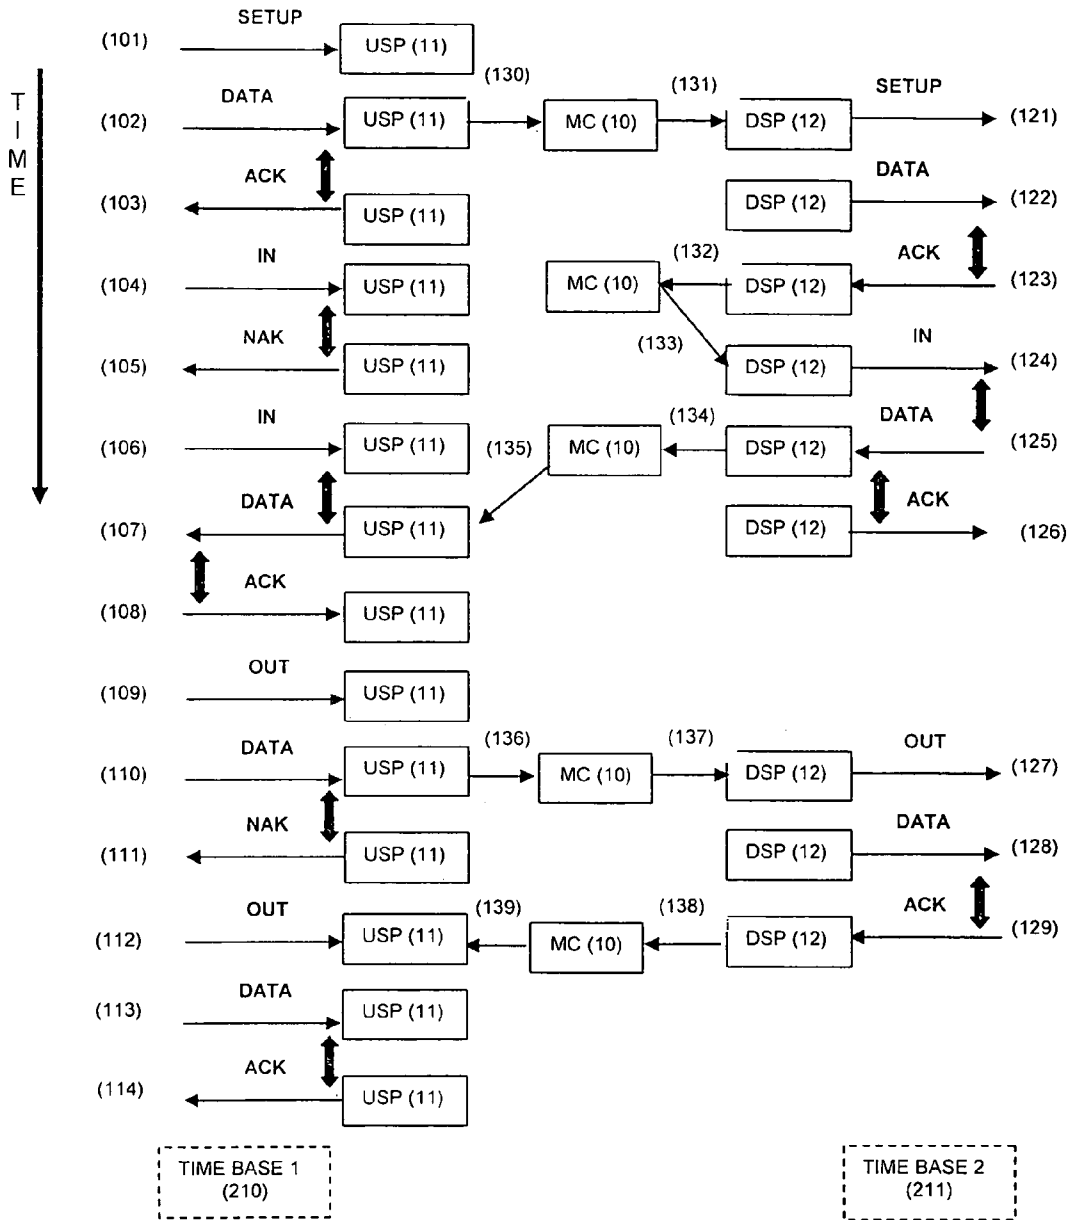 SETUP
(101) USP (11)
TIME
(130) (131) SETUP
DATA
(102) USP (11) MC (10) DSP (12) (121)
ACK DATA
(103) USP (11) DSP (12) (122)
IN (132) ACK
(104) USP (11) MC (10) DSP (12) (123)
NAK (133) IN
(105) USP (11) DSP (12) (124)
IN (134) DATA
(106) USP (11) (135) MC (10) DSP (12) (125)
DATA ACK
(107) USP (11) DSP (12) (126)
ACK
(108) USP (11)
OUT
(109) USP (11)
DATA (136) (137) OUT
(110) USP (11) MC (10) DSP (12) (127)
NAK DATA
(111) USP (11) DSP (12) (128)
OUT (139) (138) ACK
(112) USP (11) MC (10) DSP (12) (129)
DATA
(113) USP (11)
ACK
(114) USP (11)
TIME BASE 1
(210)
TIME BASE 2
(211)